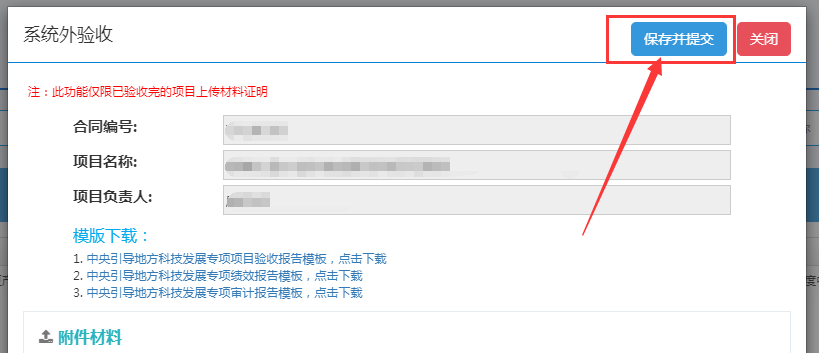 系统外验收
保存并提交
关闭
注：此功能仅限已验收完的项目上传材料证明
合同编号:
项目名称:
项目负责人:
模版下载：
1. 中央引导地方科技发展专项项目验收报告模板，点击下载
2. 中央引导地方科技发展专项绩效报告模板，点击下载
3. 中央引导地方科技发展专项审计报告模板，点击下载
附件材料